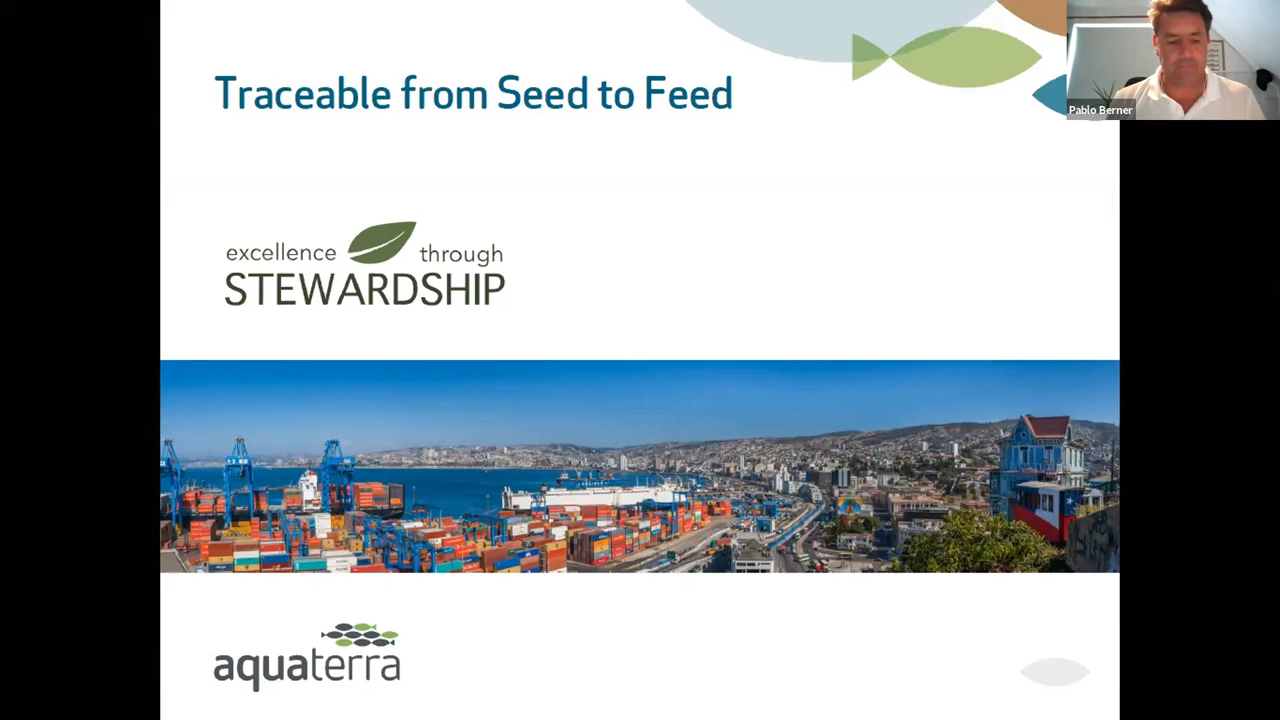 Traceable from Seed to Feed
Pablo Berner
excellence through
STEWARDSHIP
aquaterra